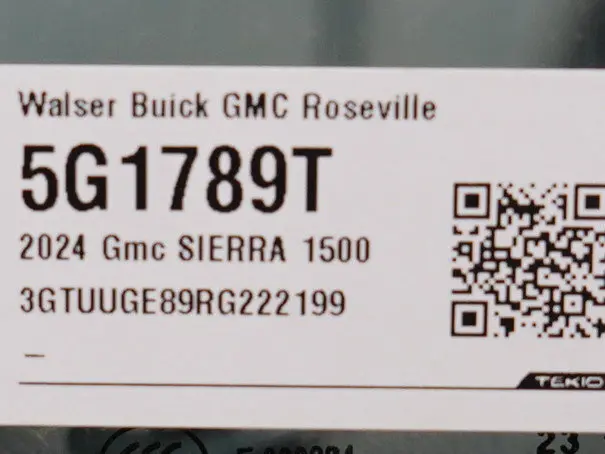 Walser Buick GMC Roseville
5G1789T
2024 Gmc SIERRA 1500
3GTUUGE89RG222199
–
TEKIO
23